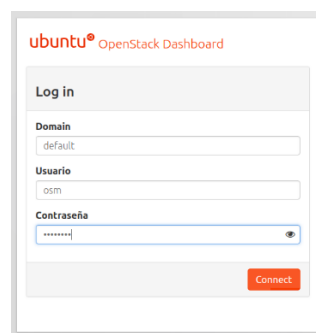 ubuntu® OpenStack Dashboard
Log in
Domain
default
Usuario
osm
Contraseña
••••••••
Connect